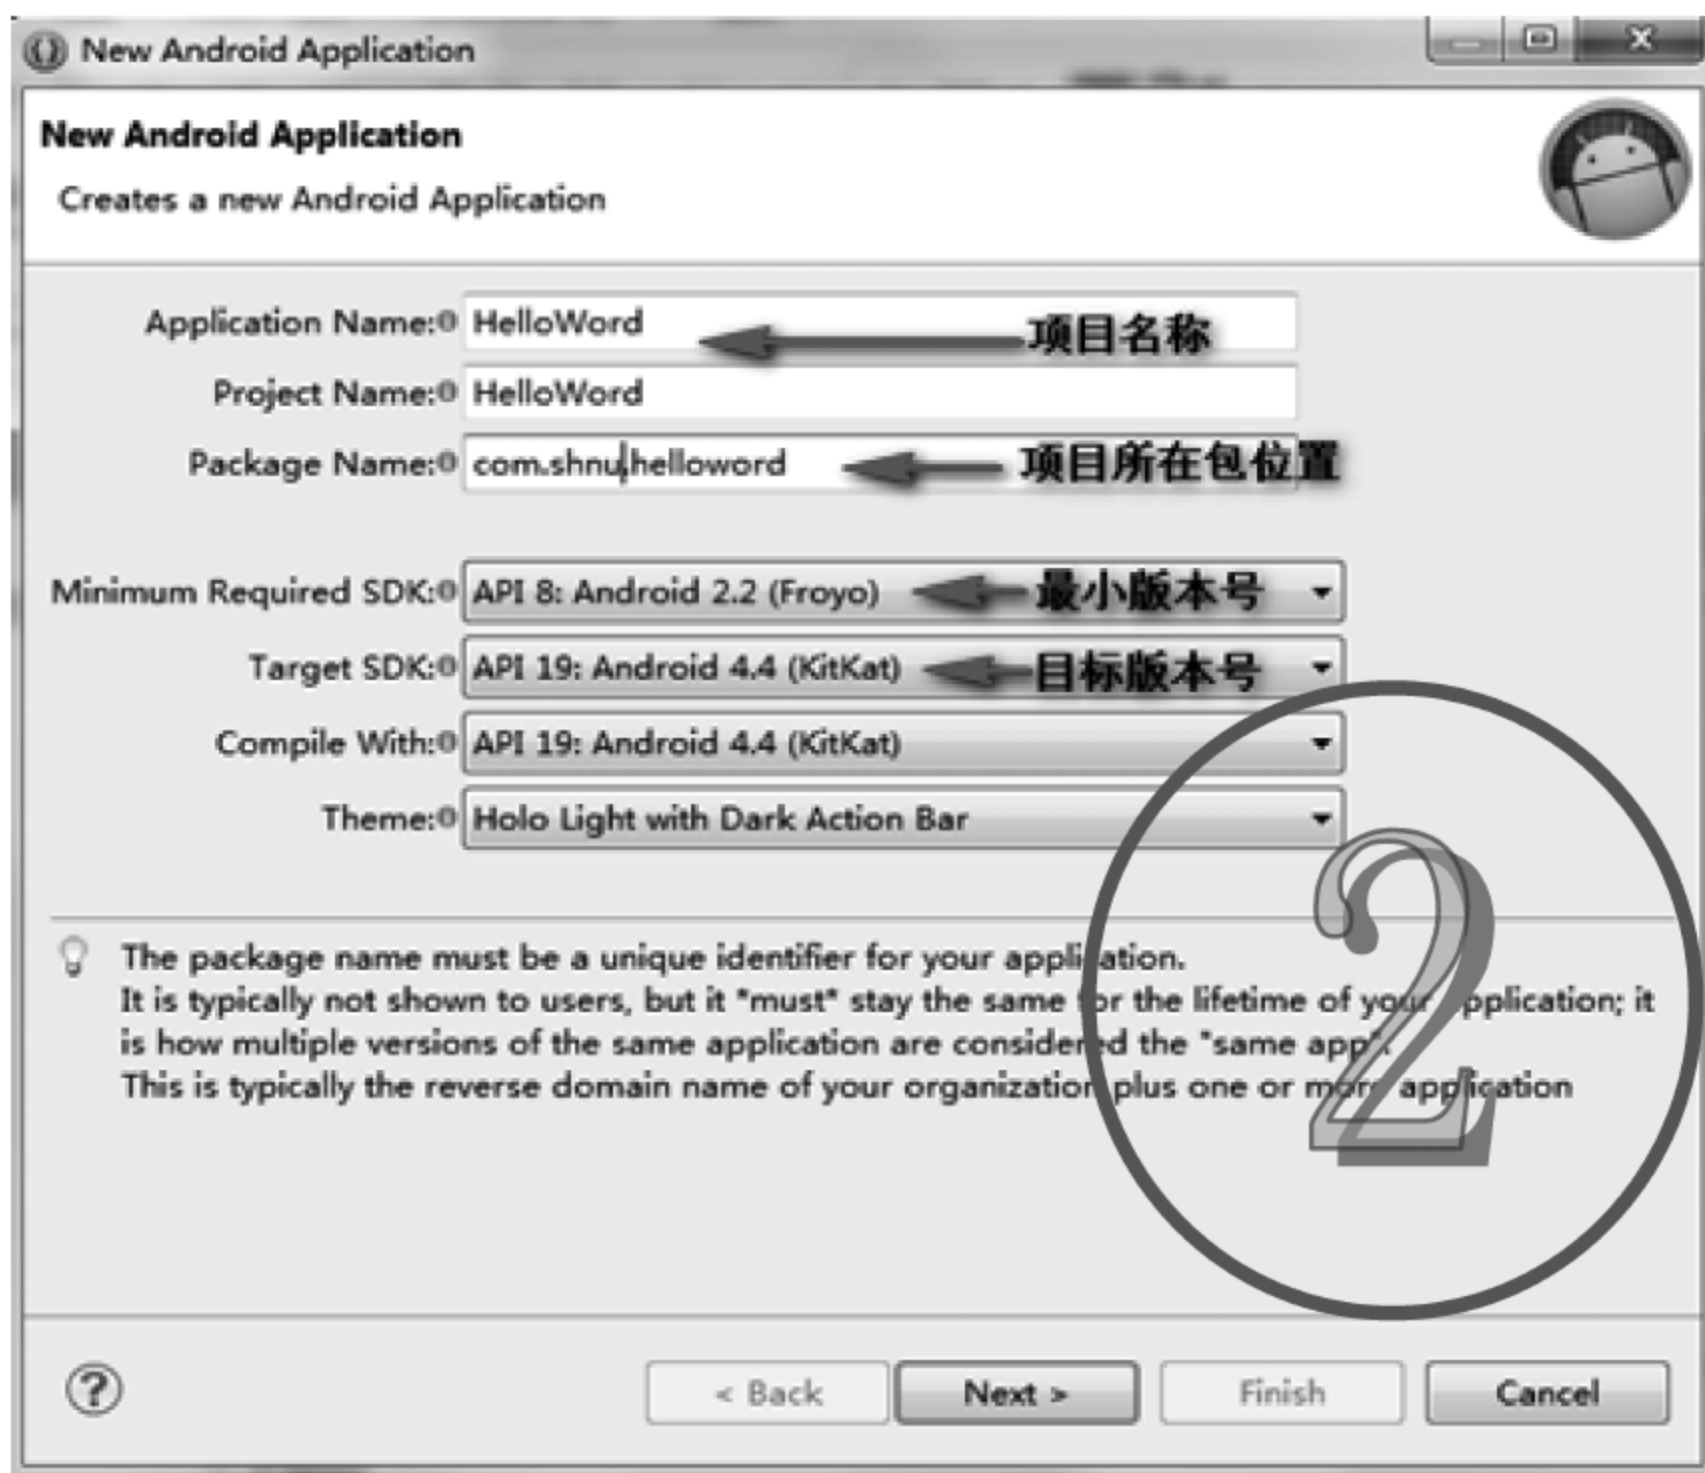 New Android Application
New Android Application
Creates a new Android Application
Application Name: HelloWord 项目名称
Project Name: HelloWord
Package Name: com.shnu.helloword 项目所在包位置
Minimum Required SDK: API 8: Android 2.2 (Froyo) 最小版本号
Target SDK: API 19: Android 4.4 (KitKat) 目标版本号
Compile With: API 19: Android 4.4 (KitKat)
Theme: Holo Light with Dark Action Bar
The package name must be a unique identifier for your application.
It is typically not shown to users, but it *must* stay the same for the lifetime of your application; it
is how multiple versions of the same application are considered the "same app".
This is typically the reverse domain name of your organization plus one or more application
2
? < Back Next > Finish Cancel